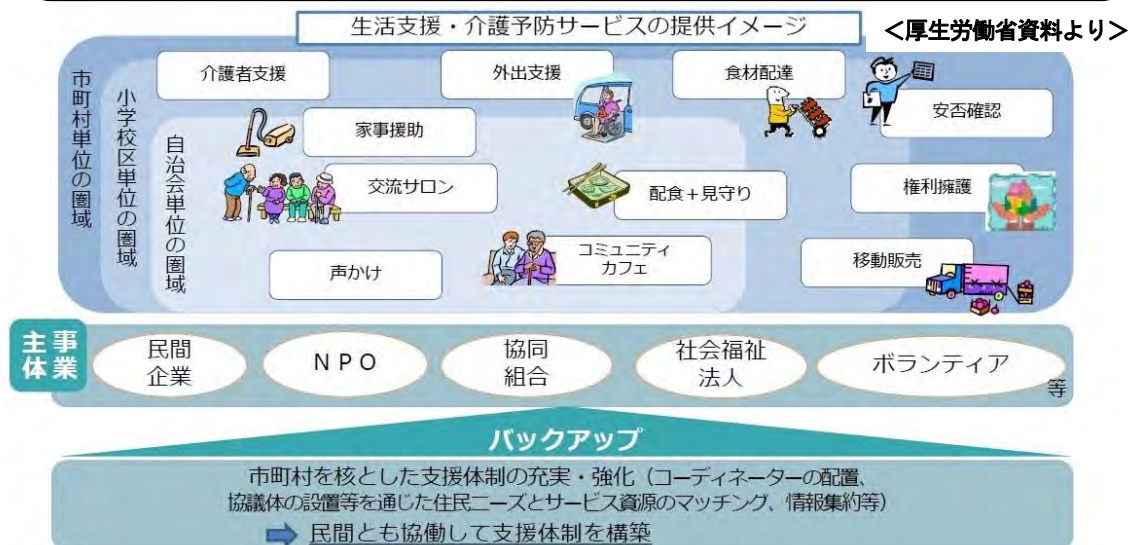 生活支援・介護予防サービスの提供イメージ
＜厚生労働省資料より＞
市町村単位の圏域
小学校区単位の圏域
自治会単位の圏域
介護者支援
外出支援
食材配達
安否確認
家事援助
交流サロン
配食＋見守り
権利擁護
声かけ
コミュニティ
カフェ
移動販売
事業
主体
民間
企業
ＮＰＯ
協同
組合
社会福祉
法人
ボランティア
等
バックアップ
市町村を核とした支援体制の充実・強化（コーディネーターの配置、
協議体の設置等を通じた住民ニーズとサービス資源のマッチング、情報集約等）
民間とも協働して支援体制を構築